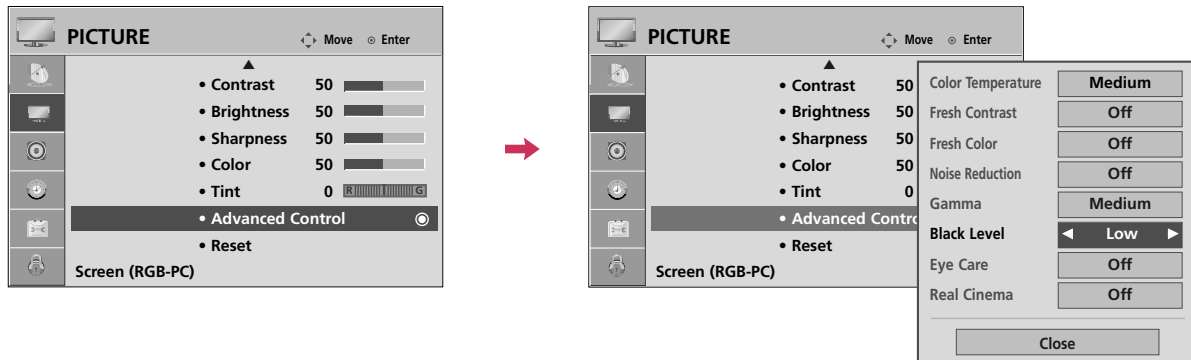 PICTURE
Move Enter
• Contrast 50
• Brightness 50
• Sharpness 50
• Color 50
• Tint 0 R G
• Advanced Control
• Reset
Screen (RGB-PC)
PICTURE
Move Enter
• Contrast 50
• Brightness 50
• Sharpness 50
• Color 50
• Tint 0
• Advanced Contro
• Reset
Screen (RGB-PC)
Color Temperature Medium
Fresh Contrast Off
Fresh Color Off
Noise Reduction Off
Gamma Medium
Black Level Low
Eye Care Off
Real Cinema Off
Close